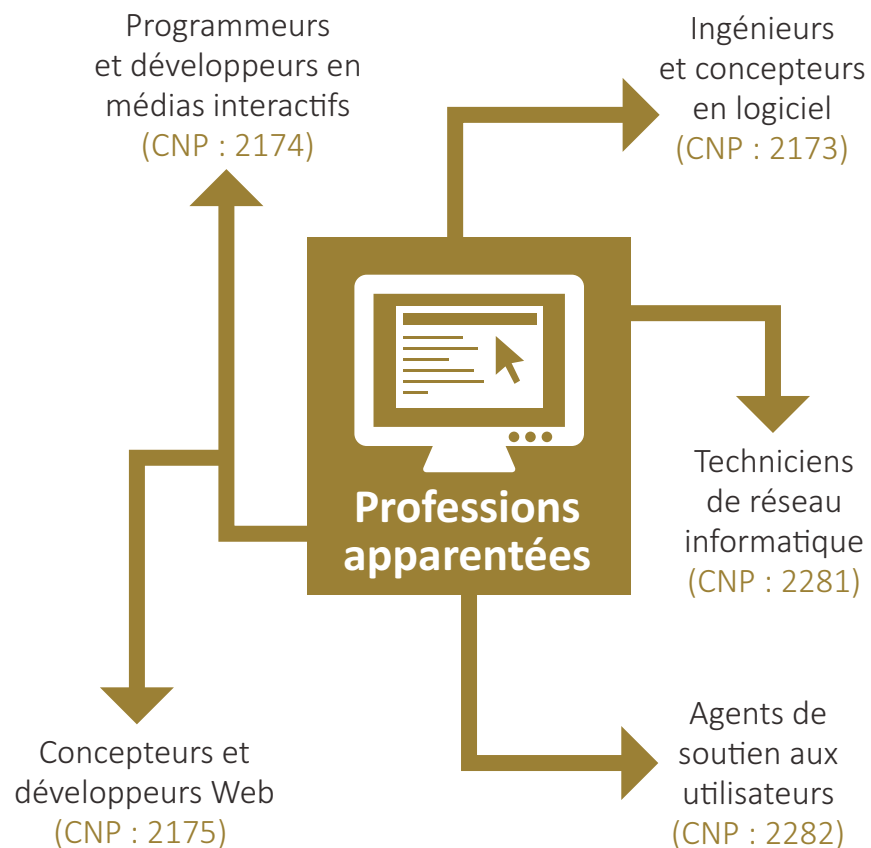 Programmeurs
et développeurs en
médias interactifs
(CNP : 2174)
Ingénieurs
et concepteurs
en logiciel
(CNP : 2173)
Professions
apparentées
Techniciens
de réseau
informatique
(CNP : 2281)
Concepteurs et
développeurs Web
(CNP : 2175)
Agents de
soutien aux
utilisateurs
(CNP : 2282)